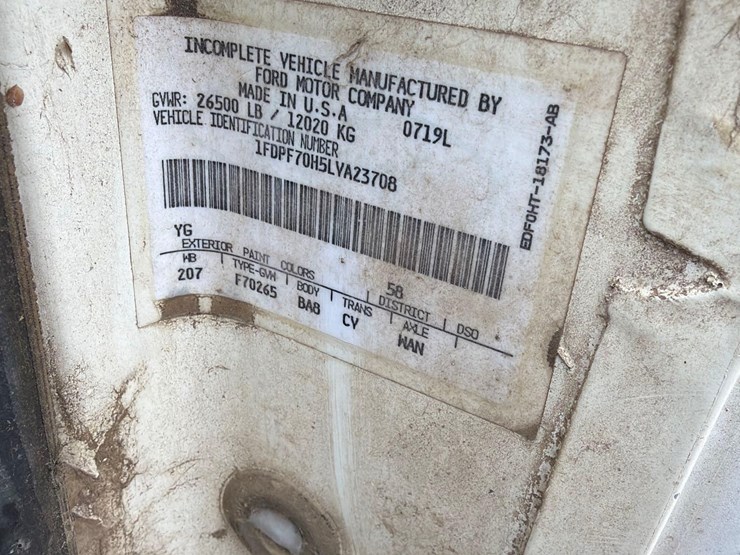 INCOMPLETE VEHICLE MANUFACTURED BY
FORD MOTOR COMPANY
MADE IN U.S.A 0719L
GVWR: 26500 LB / 12020 KG
VEHICLE IDENTIFICATION NUMBER
1FDPF70H5LVA23708
YG 58
EXTERIOR PAINT COLORS DISTRICT DSO
WB TYPE-GVW BODY TRANS AXLE
207 F70265 BA8 CY WAN
EDF0HT-18173-AB